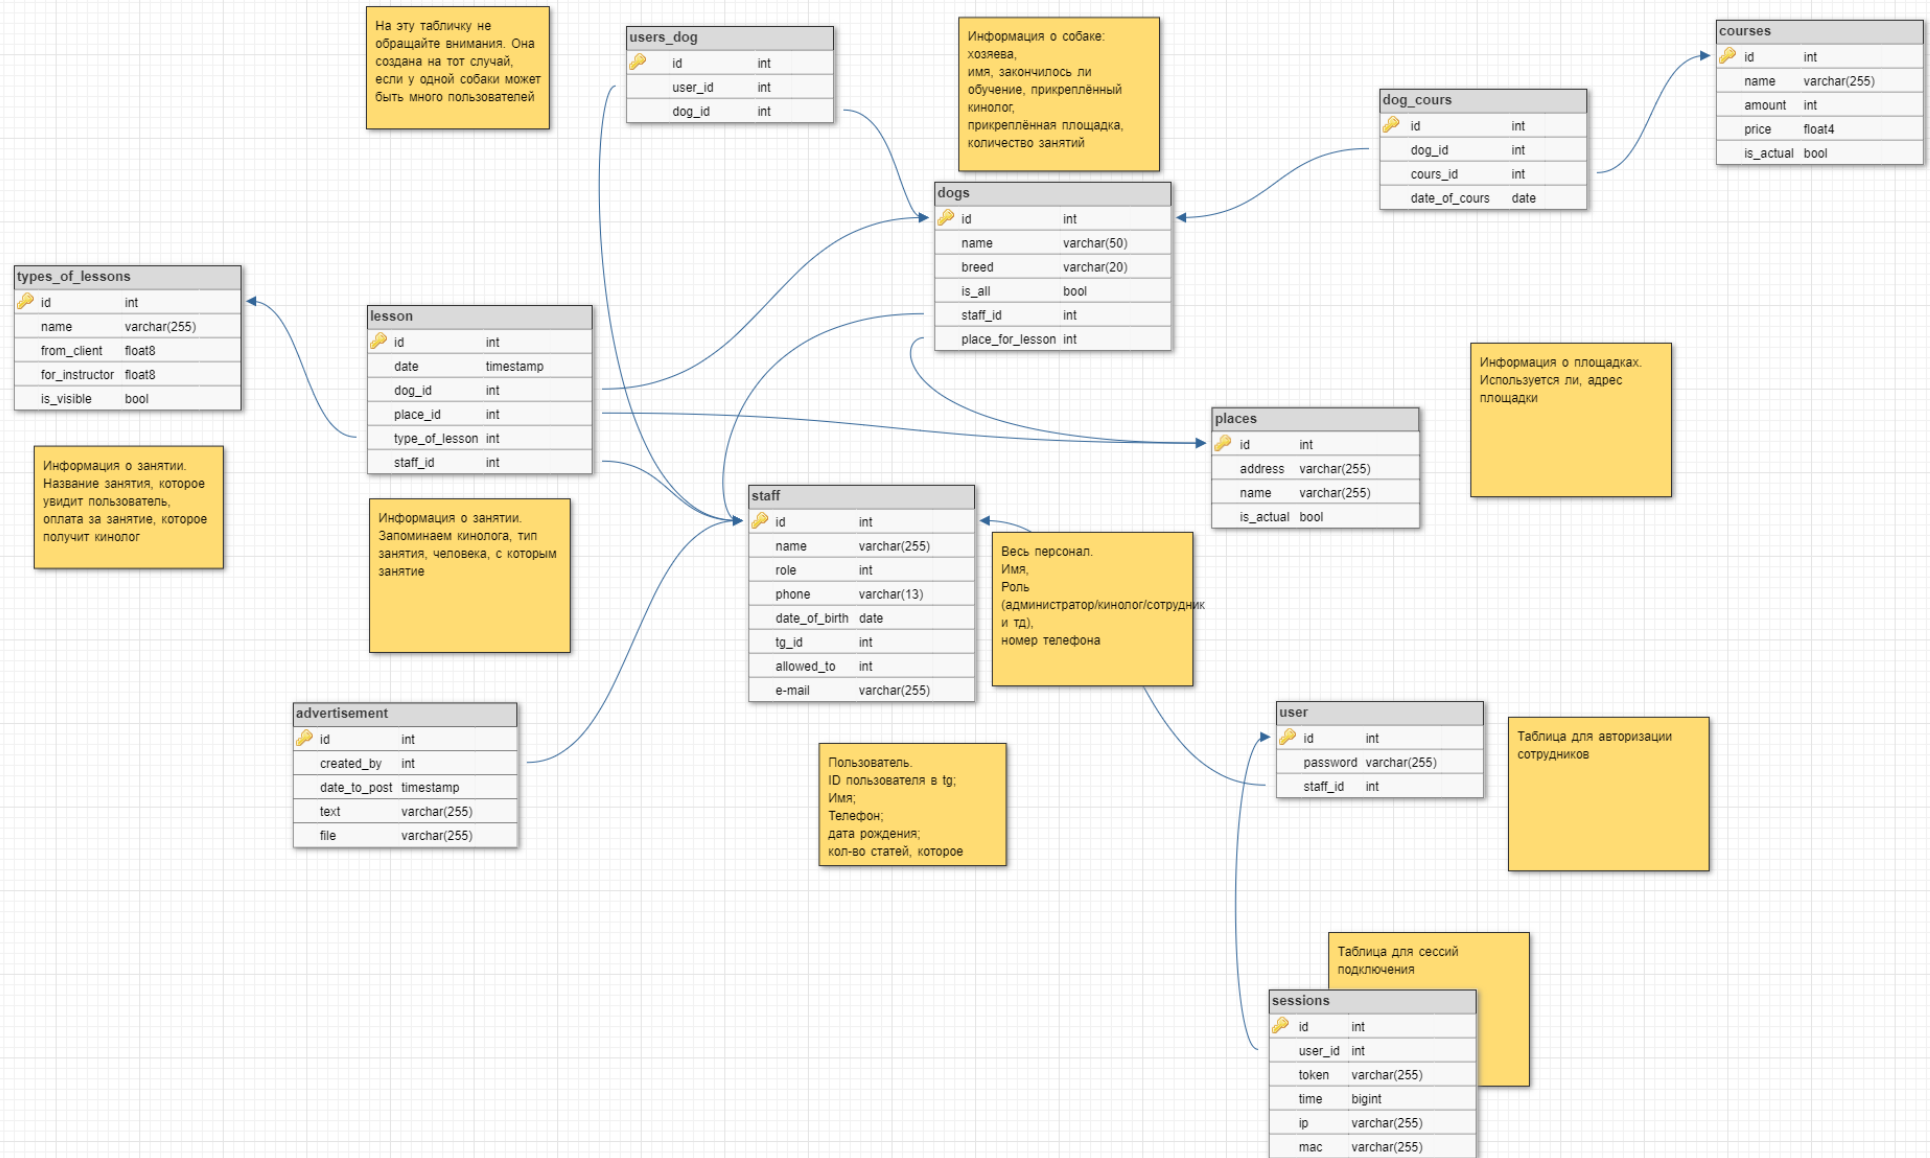 На эту табличку не
обращайте внимания. Она
создана на тот случай,
если у одной собаки может
быть много пользователей
users_dog
id int
user_id int
dog_id int
Информация о собаке:
хозяева,
имя, закончилось ли
обучение, прикреплённый
кинолог,
прикреплённая площадка,
количество занятий
dog_cours
id int
dog_id int
cours_id int
date_of_cours date
courses
id int
name varchar(255)
amount int
price float4
is_actual bool
dogs
id int
name varchar(50)
breed varchar(20)
is_all bool
staff_id int
place_for_lesson int
types_of_lessons
id int
name varchar(255)
from_client float8
for_instructor float8
is_visible bool
lesson
id int
date timestamp
dog_id int
place_id int
type_of_lesson int
staff_id int
Информация о площадках.
Используется ли, адрес
площадки
places
id int
address varchar(255)
name varchar(255)
is_actual bool
Информация о занятии.
Название занятия, которое
увидит пользователь,
оплата за занятие, которое
получит кинолог
Информация о занятии.
Запоминаем кинолога, тип
занятия, человека, с которым
занятие
staff
id int
name varchar(255)
role int
phone varchar(13)
date_of_birth date
tg_id int
allowed_to int
e-mail varchar(255)
Весь персонал.
Имя,
Роль
(администратор/кинолог/сотрудник
и тд),
номер телефона
advertisement
id int
created_by int
date_to_post timestamp
text varchar(255)
file varchar(255)
Пользователь.
ID пользователя в tg;
Имя;
Телефон;
дата рождения;
кол-во статей, которое
user
id int
password varchar(255)
staff_id int
Таблица для авторизации
сотрудников
Таблица для сессий
подключения
sessions
id int
user_id int
token varchar(255)
time bigint
ip varchar(255)
mac varchar(255)